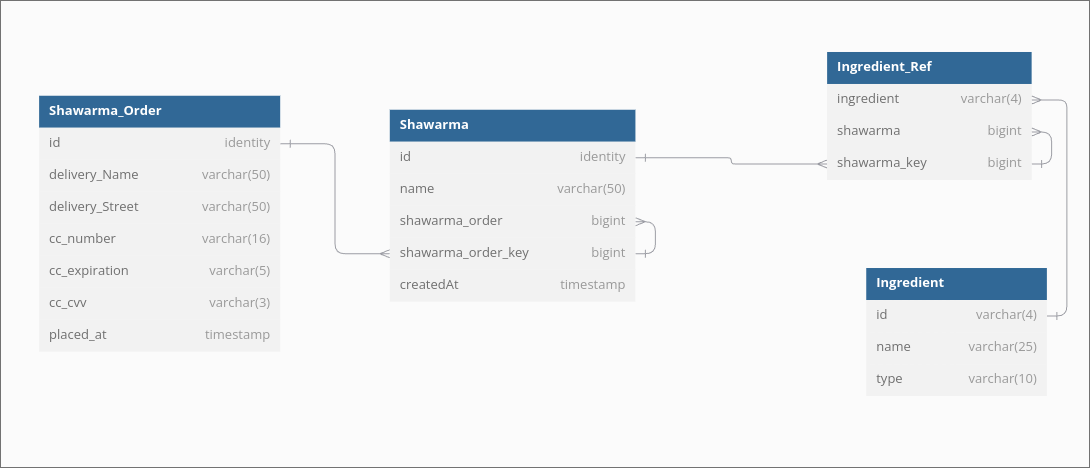 Shawarma_Order
id identity
delivery_Name varchar(50)
delivery_Street varchar(50)
cc_number varchar(16)
cc_expiration varchar(5)
cc_cvv varchar(3)
placed_at timestamp
Shawarma
id identity
name varchar(50)
shawarma_order bigint
shawarma_order_key bigint
createdAt timestamp
Ingredient_Ref
ingredient varchar(4)
shawarma bigint
shawarma_key bigint
Ingredient
id varchar(4)
name varchar(25)
type varchar(10)